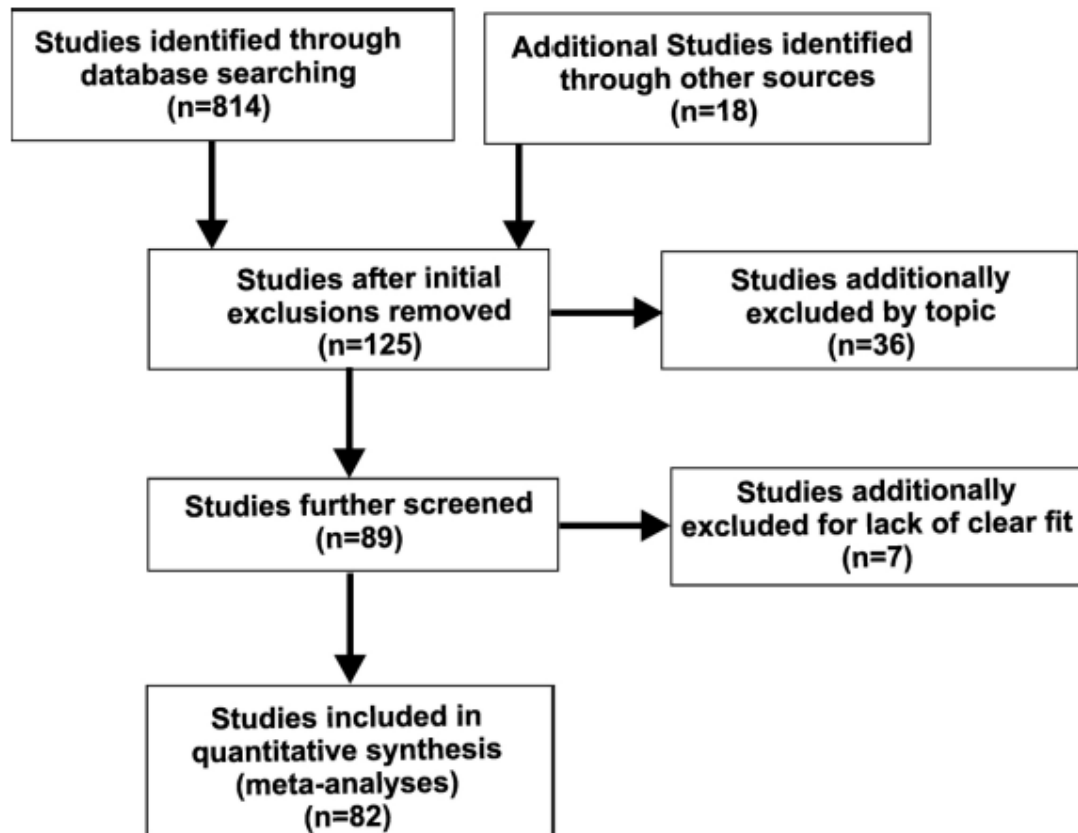 Studies identified through
database searching
(n=814)
Additional Studies identified
through other sources
(n=18)
Studies after initial
exclusions removed
(n=125)
Studies additionally
excluded by topic
(n=36)
Studies further screened
(n=89)
Studies additionally
excluded for lack of clear fit
(n=7)
Studies included in
quantitative synthesis
(meta-analyses)
(n=82)